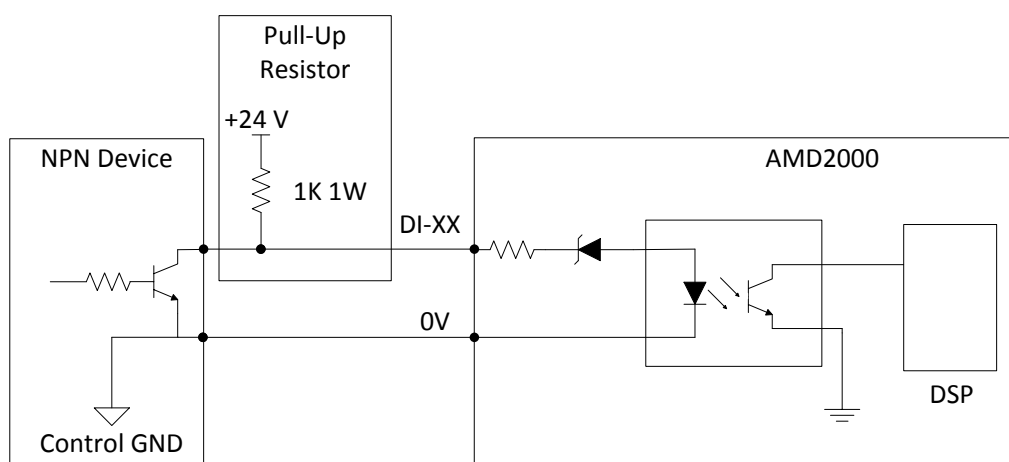 Pull-Up
Resistor
+24 V
1K 1W
NPN Device
AMD2000
DI-XX
0V
Control GND
DSP